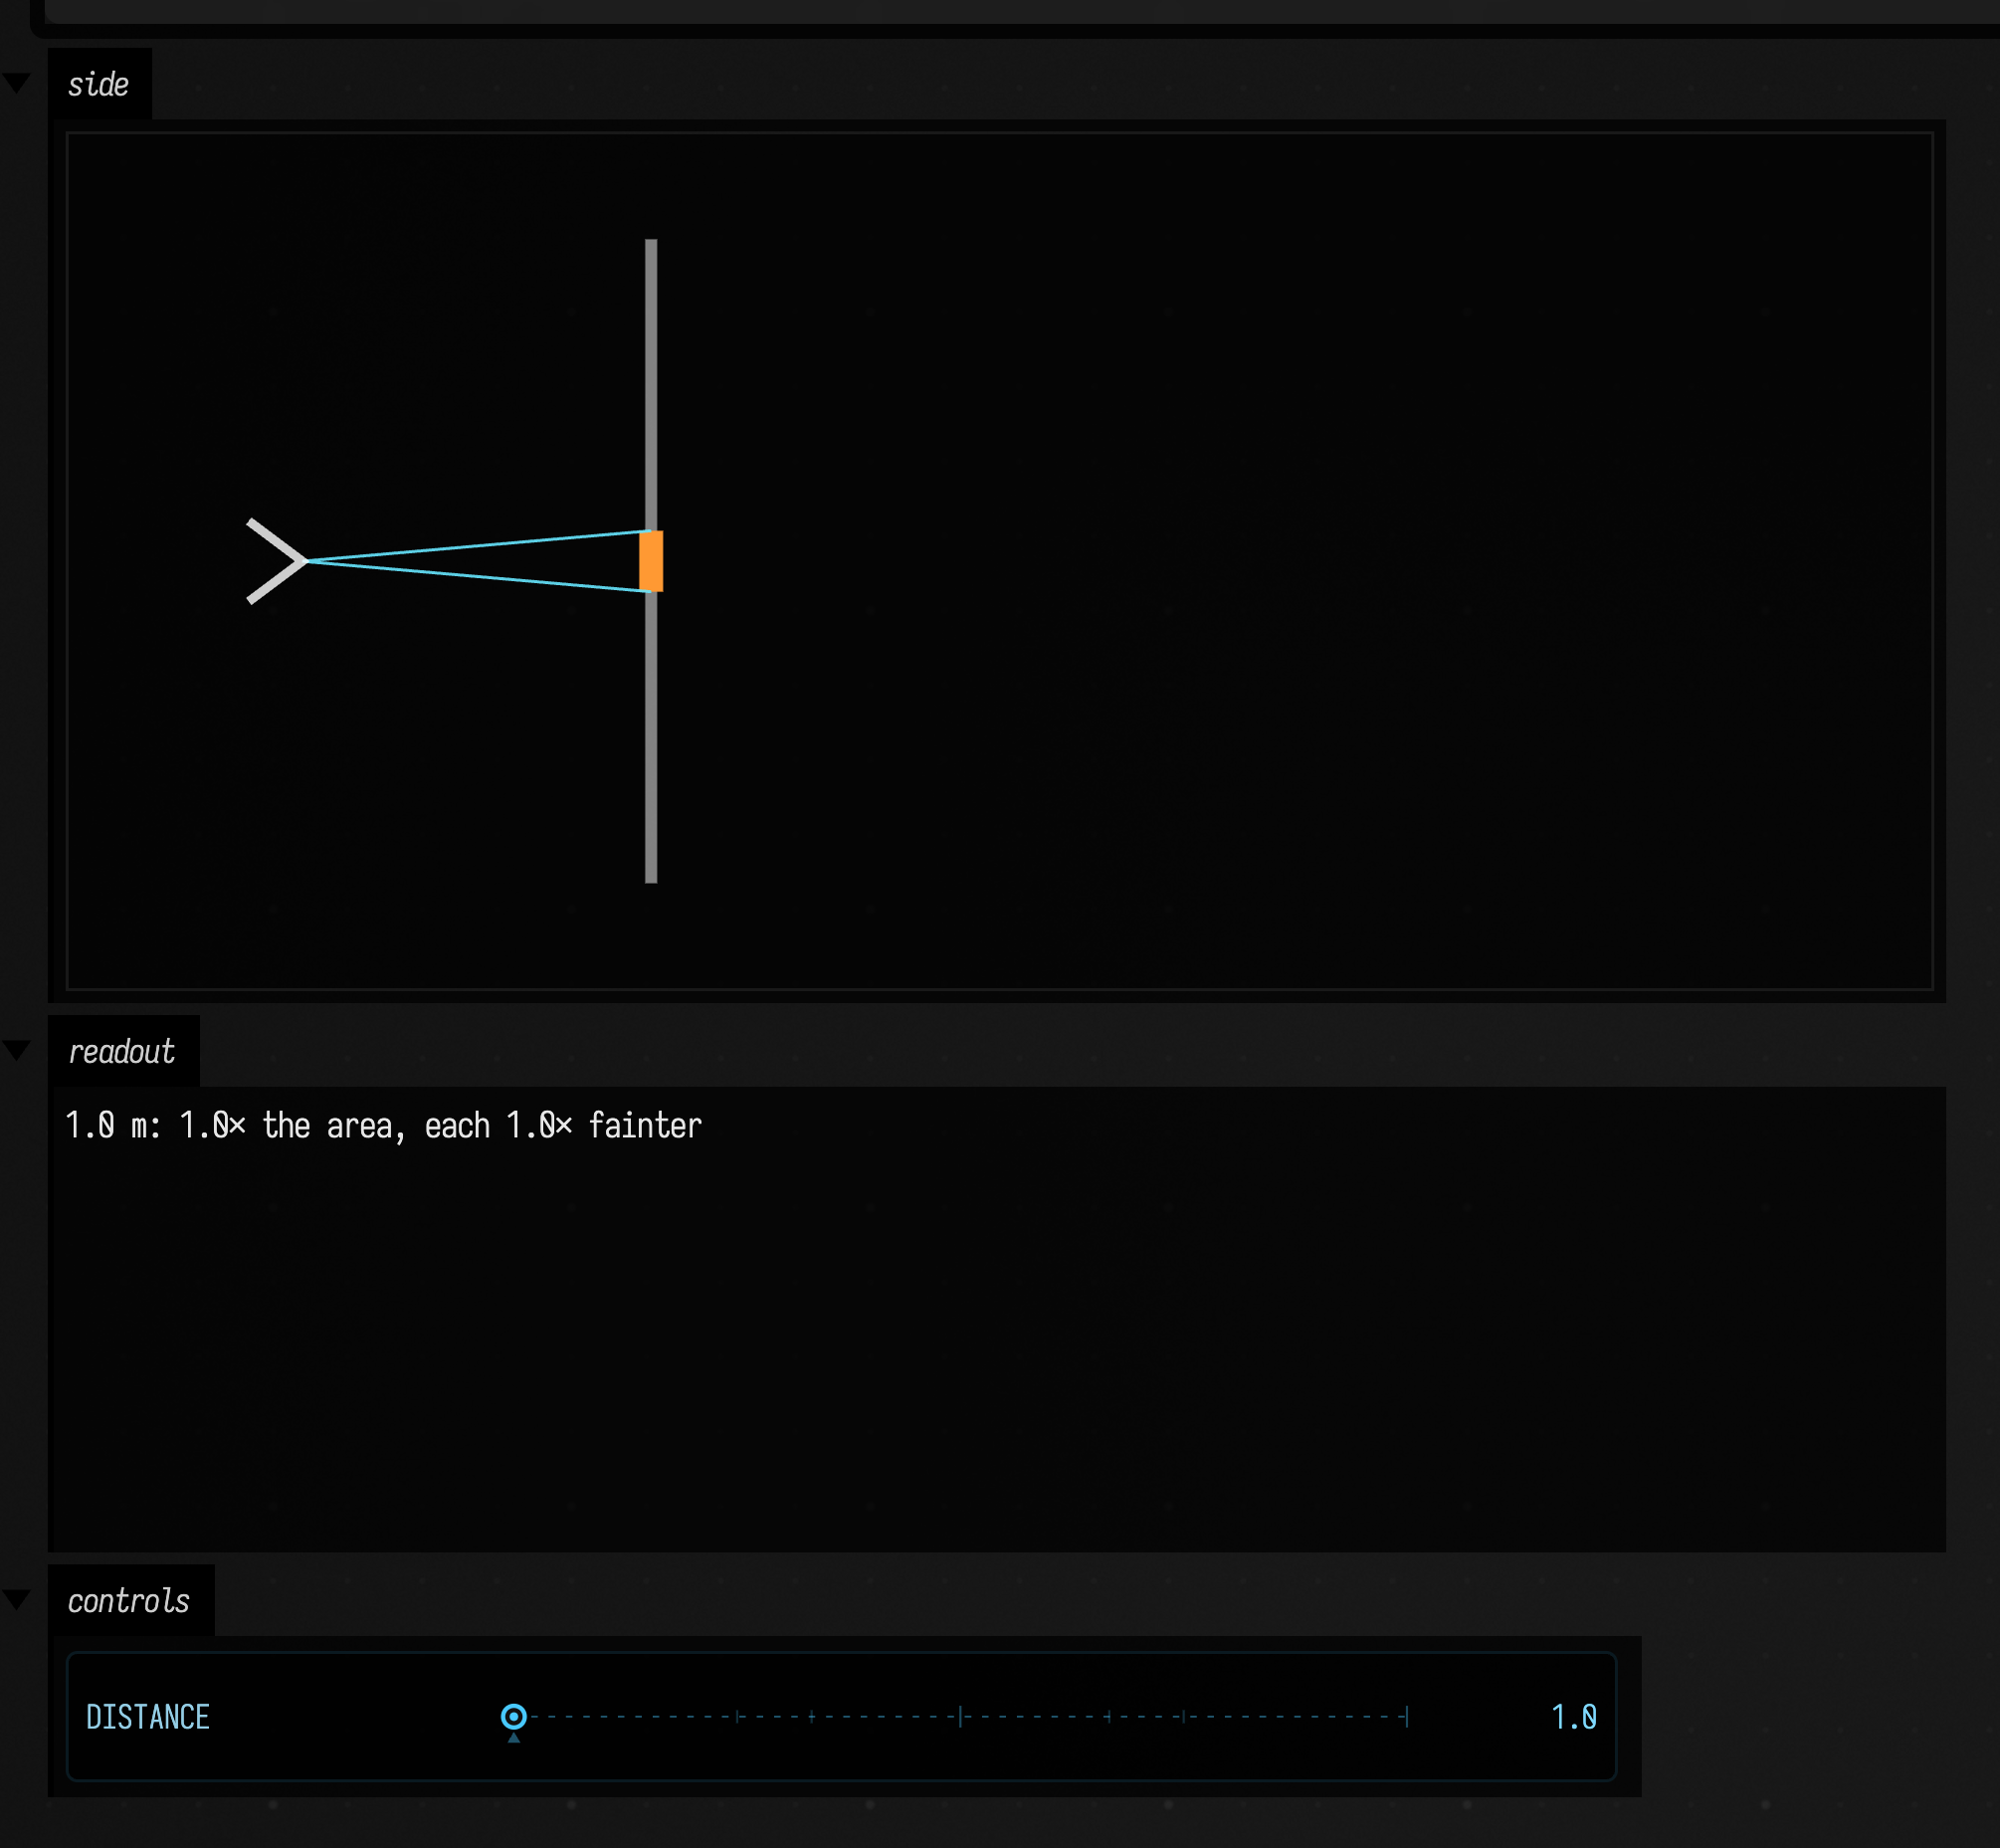 side
readout
1.0 m: 1.0× the area, each 1.0× fainter
controls
DISTANCE 1.0